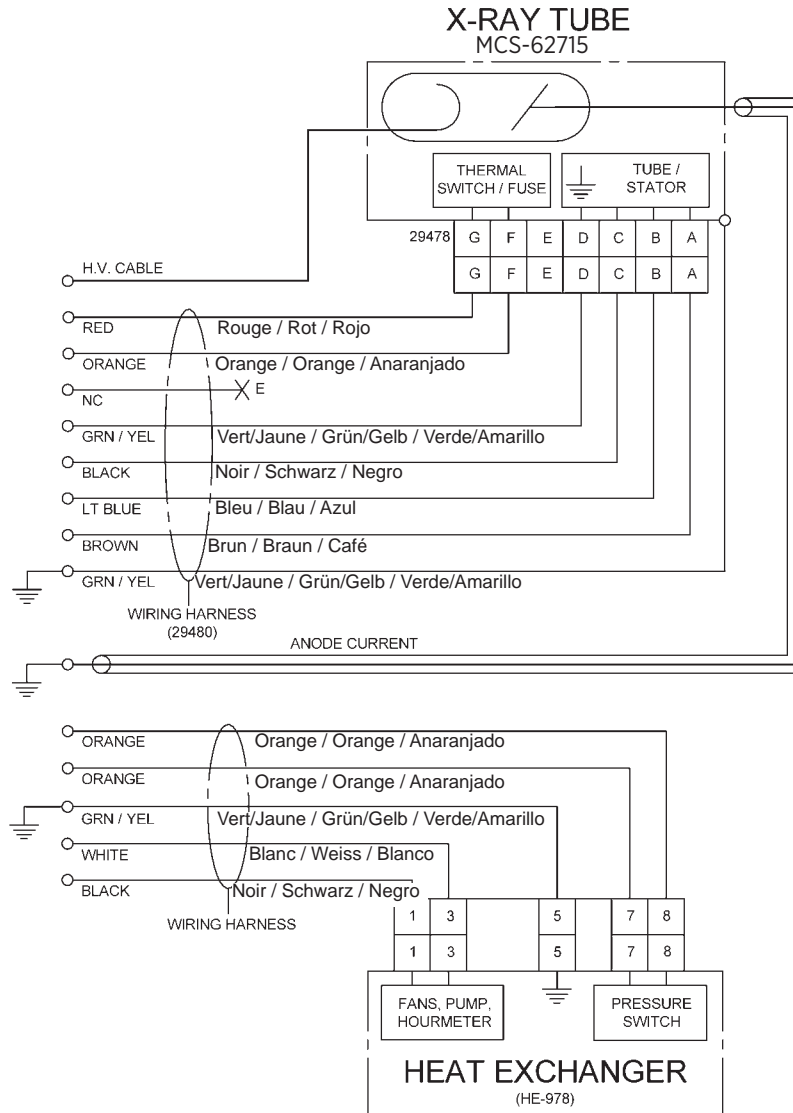 X-RAY TUBE
MCS-62715
THERMAL
SWITCH / FUSE
TUBE /
STATOR
29478 G F E D C B A
G F E D C B A
H.V. CABLE
RED Rouge / Rot / Rojo
ORANGE Orange / Orange / Anaranjado
NC E
GRN / YEL Vert/Jaune / Grün/Gelb / Verde/Amarillo
BLACK Noir / Schwarz / Negro
LT BLUE Bleu / Blau / Azul
BROWN Brun / Braun / Café
GRN / YEL Vert/Jaune / Grün/Gelb / Verde/Amarillo
WIRING HARNESS
(29480)
ANODE CURRENT
ORANGE Orange / Orange / Anaranjado
ORANGE Orange / Orange / Anaranjado
GRN / YEL Vert/Jaune / Grün/Gelb / Verde/Amarillo
WHITE Blanc / Weiss / Blanco
BLACK Noir / Schwarz / Negro
WIRING HARNESS
1 3 5 7 8
1 3 5 7 8
FANS, PUMP,
HOURMETER
PRESSURE
SWITCH
HEAT EXCHANGER
(HE-978)